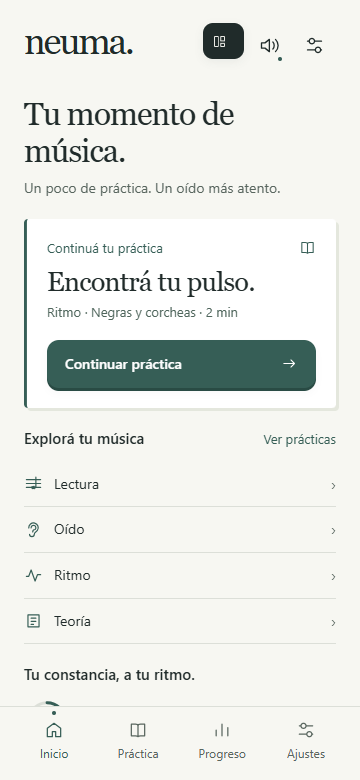 neuma.
Tu momento de
música.
Un poco de práctica. Un oído más atento.
Continuá tu práctica
Encontrá tu pulso.
Ritmo · Negras y corcheas · 2 min
Continuar práctica
Explorá tu música
Ver prácticas
Lectura
Oído
Ritmo
Teoría
Tu constancia, a tu ritmo.
Inicio
Práctica
Progreso
Ajustes